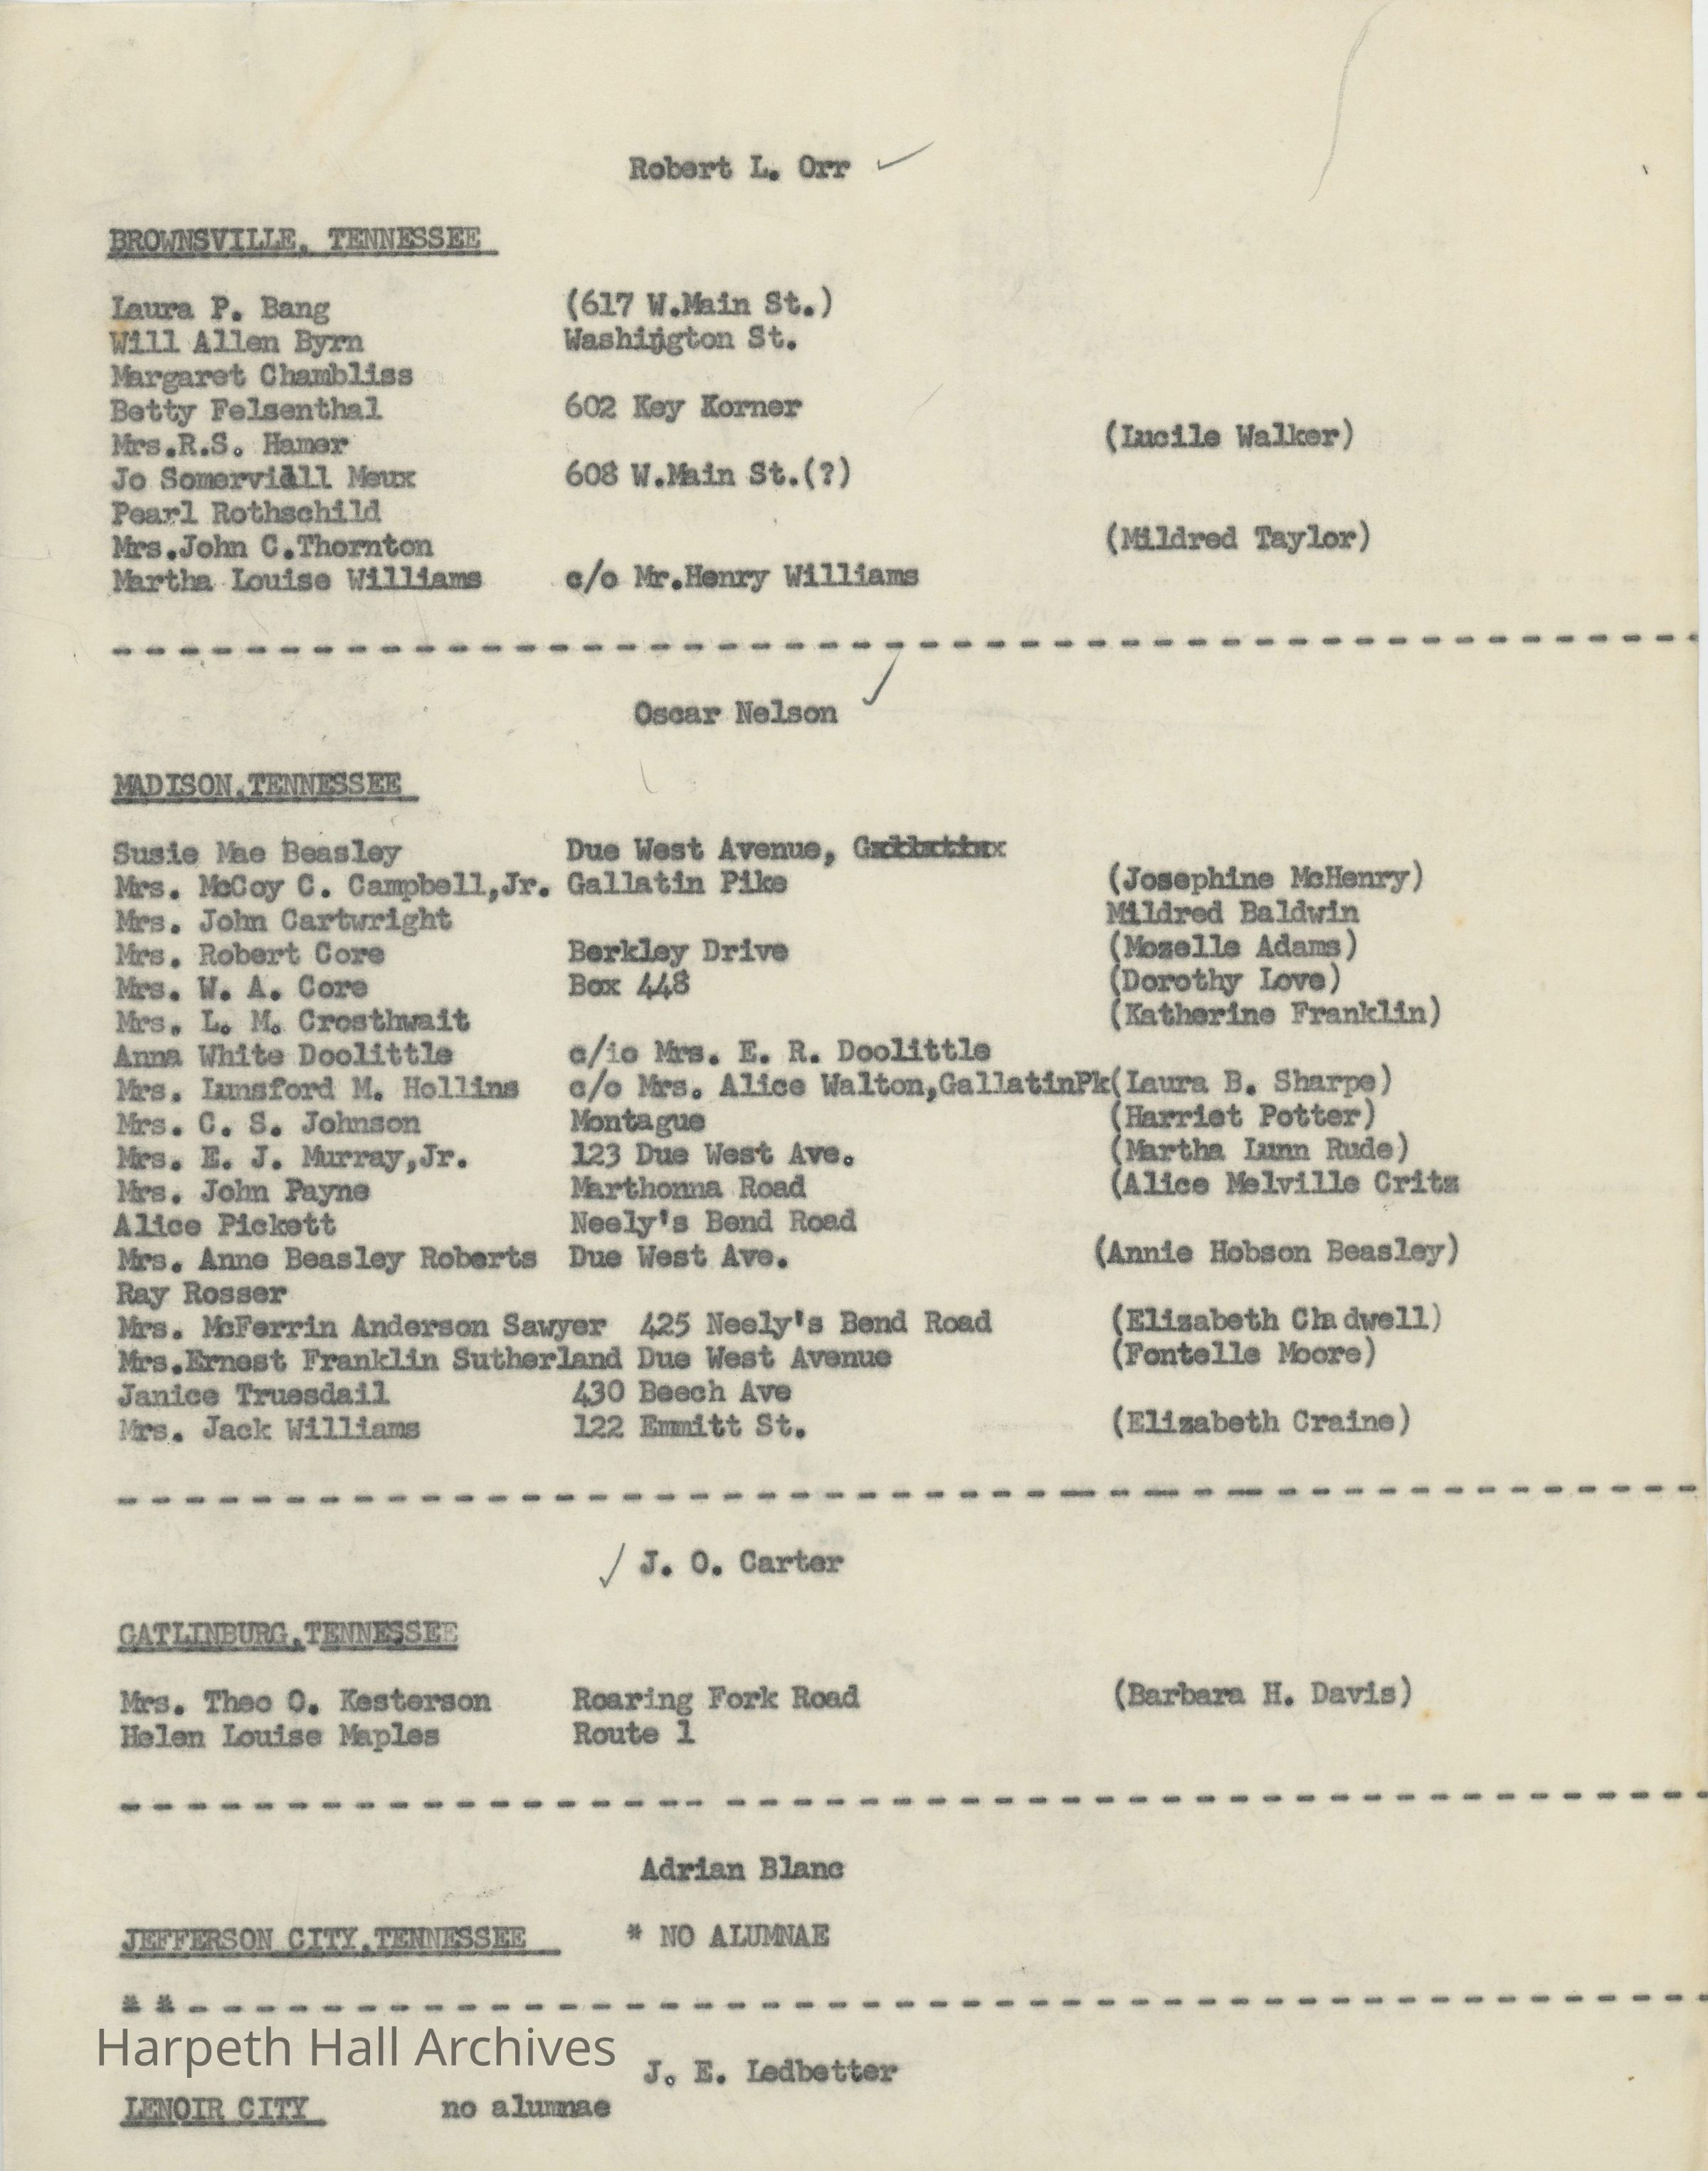 Robert L. Orr
BROWNSVILLE, TENNESSEE
Laura P. Bang (617 W.Main St.)
Will Allen Byrn Washington St.
Margaret Chambliss
Betty Felsenthal 602 Key Korner
Mrs.R.S. Hamer (Lucile Walker)
Jo Somervill Meux 608 W.Main St.(?)
Pearl Rothschild
Mrs.John C.Thornton (Mildred Taylor)
Martha Louise Williams c/o Mr.Henry Williams
Oscar Nelson
MADISON,TENNESSEE
Susie Mae Beasley Due West Avenue,
Mrs. McCoy C. Campbell,Jr. Gallatin Pike (Josephine McHenry)
Mrs. John Cartwright Mildred Baldwin
Mrs. Robert Core Berkley Drive (Mozelle Adams)
Mrs. W. A. Core Box 448 (Dorothy Love)
Mrs. L. M. Crosthwait (Katherine Franklin)
Anna White Doolittle c/io Mrs. E. R. Doolittle
Mrs. Lunsford M. Hollins c/o Mrs. Alice Walton,GallatinPk(Laura B. Sharpe)
Mrs. C. S. Johnson Montague (Harriet Potter)
Mrs. E. J. Murray,Jr. 123 Due West Ave. (Martha Lunn Rude)
Mrs. John Payne Marthonna Road (Alice Melville Critz
Alice Pickett Neely's Bend Road
Mrs. Anne Beasley Roberts Due West Ave. (Annie Hobson Beasley)
Ray Rosser
Mrs. McFerrin Anderson Sawyer 425 Neely's Bend Road (Elizabeth Chadwell)
Mrs.Ernest Franklin Sutherland Due West Avenue (Fontelle Moore)
Janice Truesdail 430 Beech Ave
Mrs. Jack Williams 122 Emmitt St. (Elizabeth Craine)
J. O. Carter
GATLINBURG,TENNESSEE
Mrs. Theo O. Kesterson Roaring Fork Road (Barbara H. Davis)
Helen Louise Maples Route 1
Adrian Blanc
JEFFERSON CITY,TENNESSEE * NO ALUMNAE
* *
Harpeth Hall Archives
J. E. Ledbetter
LENOIR CITY no alumnae